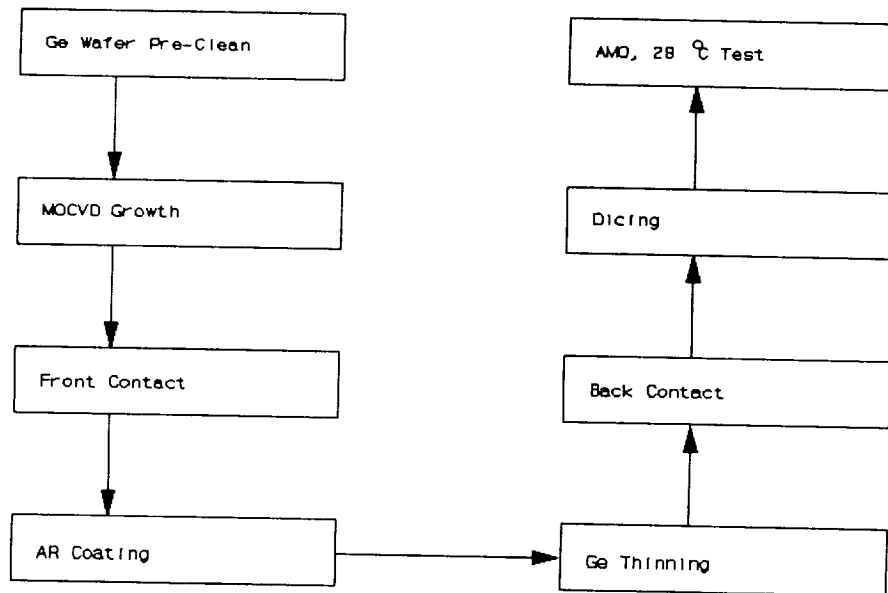 Ge Wafer Pre-Clean
MOCVD Growth
Front Contact
AR Coating
Ge Thinning
Back Contact
Dicing
AMO, 28 °C Test